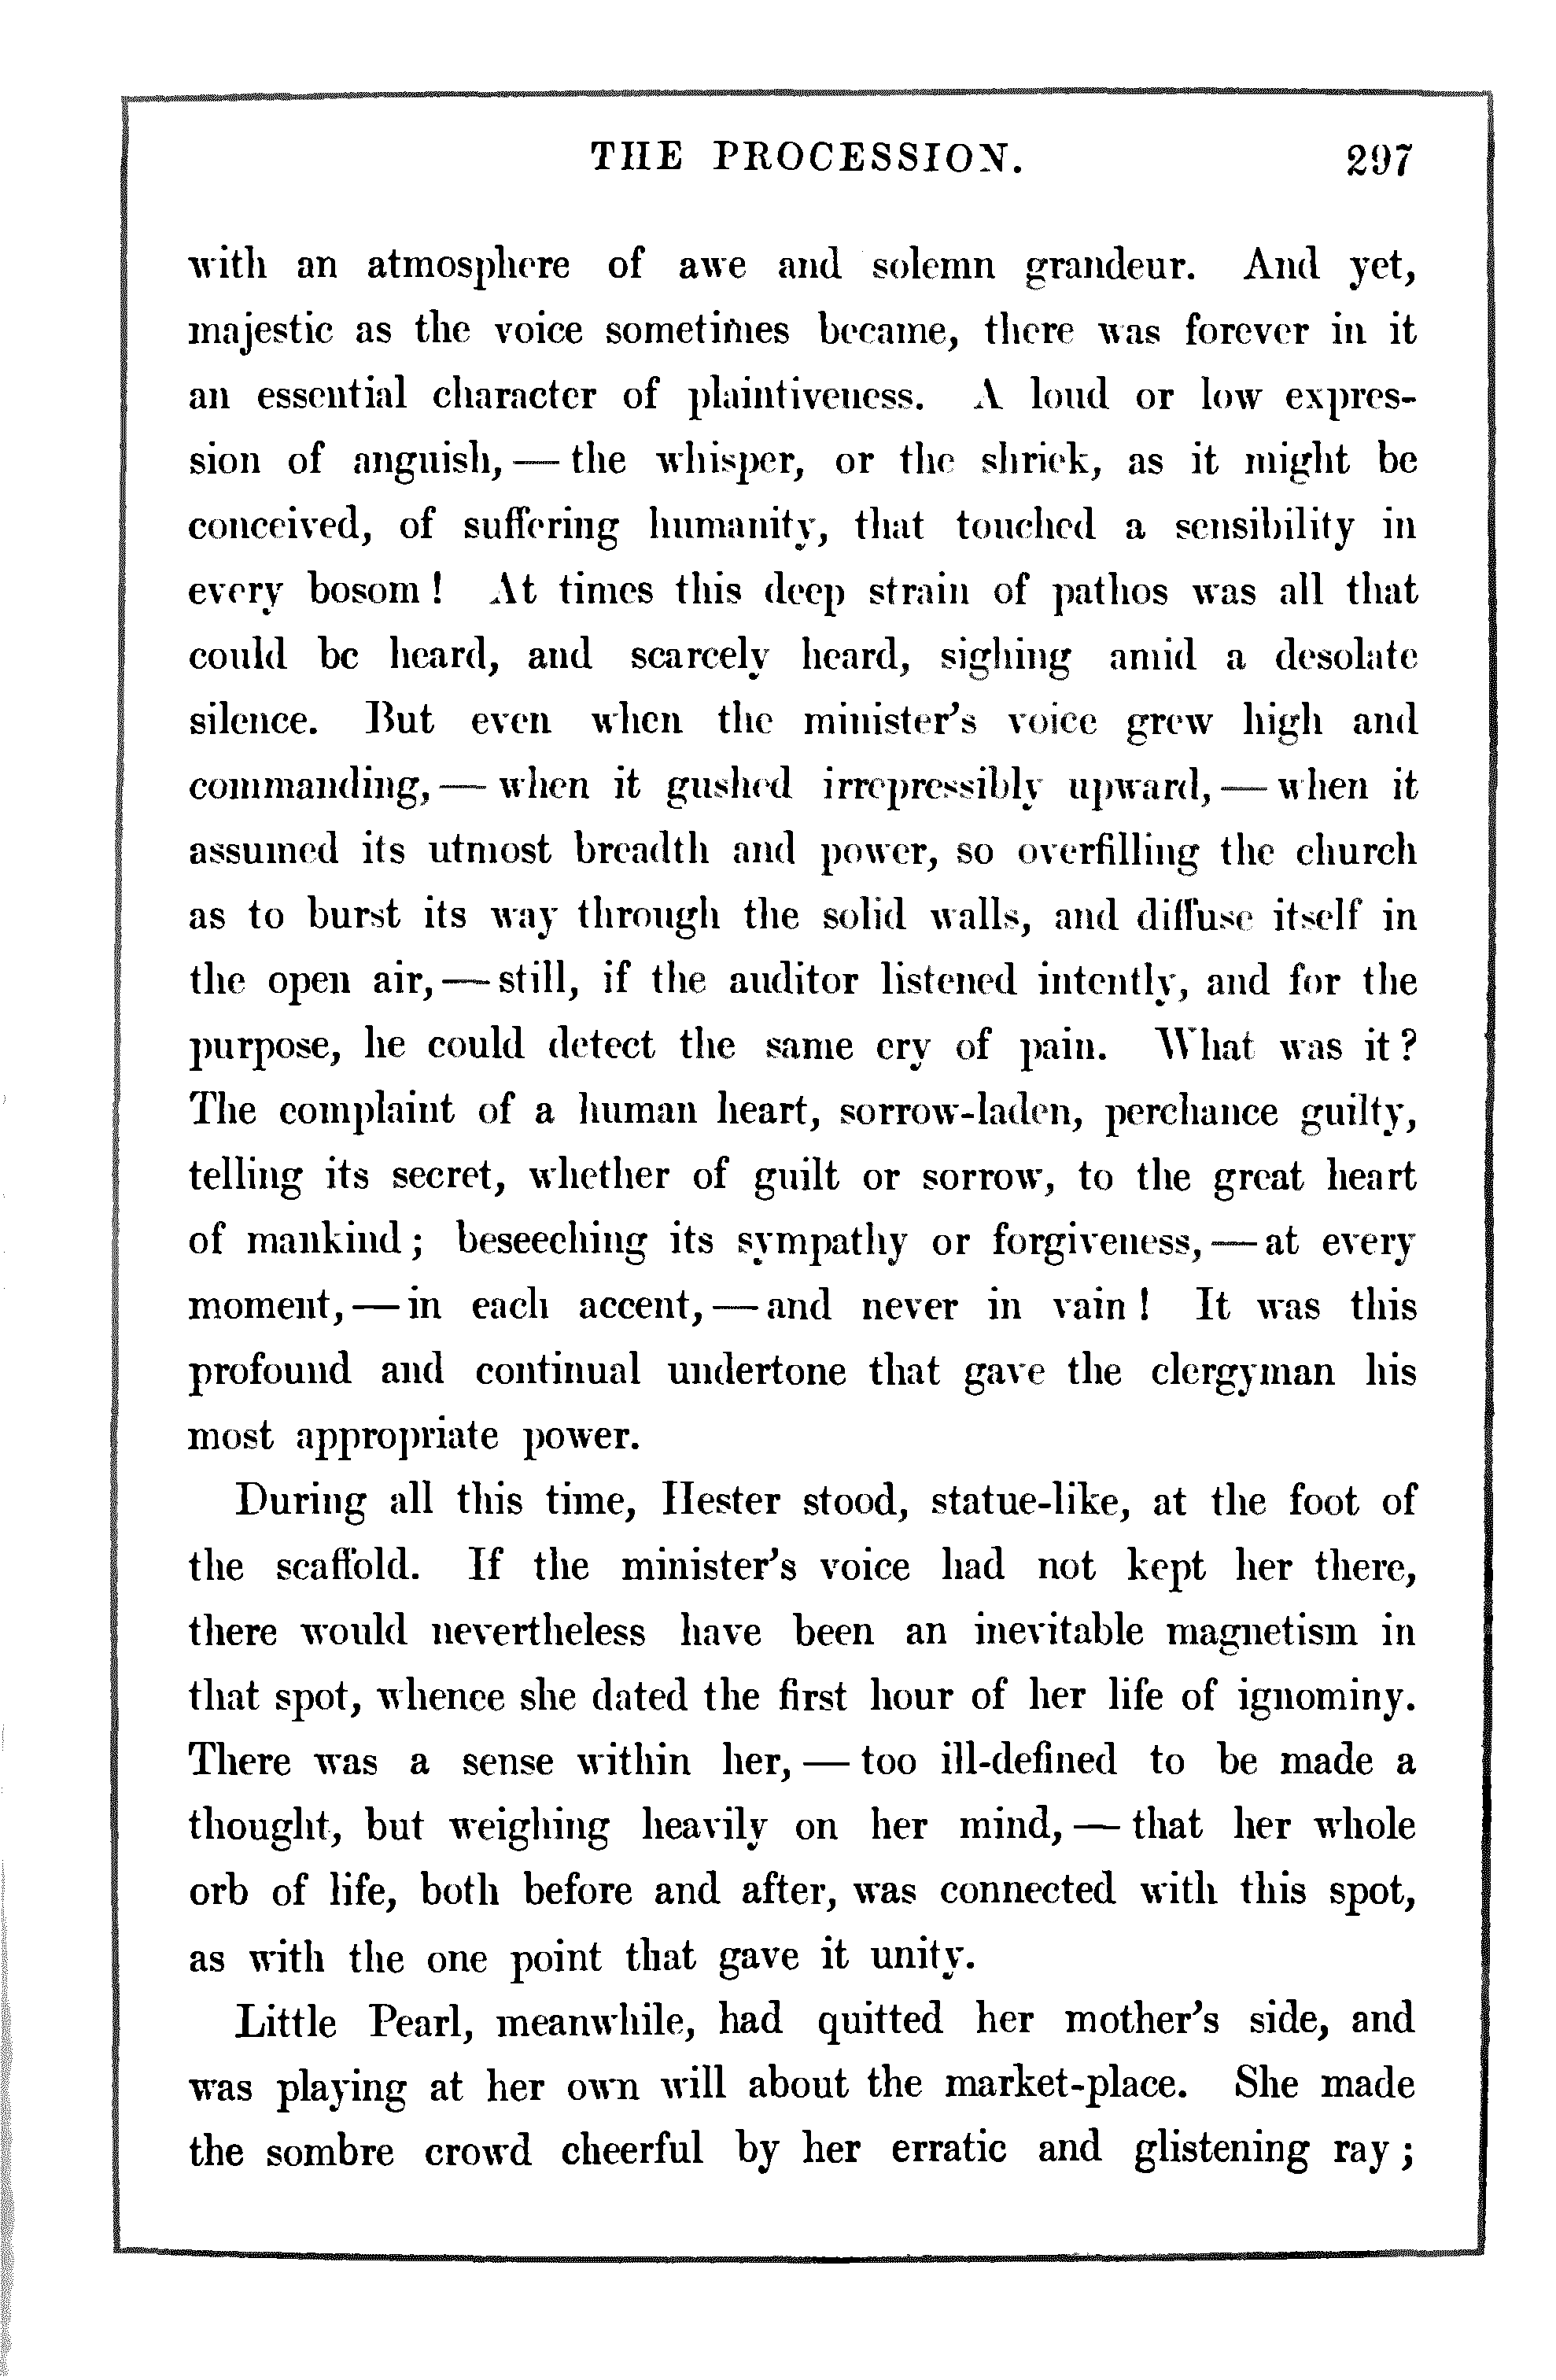 THE PROCESSION. 297
with an atmosphere of awe and solemn grandeur. And yet,
majestic as the voice sometimes became, there was forever in it
an essential character of plaintiveness. A loud or low expres-
sion of anguish, — the whisper, or the shriek, as it might be
conceived, of suffering humanity, that touched a sensibility in
every bosom! At times this deep strain of pathos was all that
could be heard, and scarcely heard, sighing amid a desolate
silence. But even when the minister's voice grew high and
commanding, — when it gushed irrepressibly upward, — when it
assumed its utmost breadth and power, so overfilling the church
as to burst its way through the solid walls, and diffuse itself in
the open air, — still, if the auditor listened intently, and for the
purpose, he could detect the same cry of pain. What was it?
The complaint of a human heart, sorrow-laden, perchance guilty,
telling its secret, whether of guilt or sorrow, to the great heart
of mankind; beseeching its sympathy or forgiveness, — at every
moment, — in each accent, — and never in vain! It was this
profound and continual undertone that gave the clergyman his
most appropriate power.
During all this time, Hester stood, statue-like, at the foot of
the scaffold. If the minister's voice had not kept her there,
there would nevertheless have been an inevitable magnetism in
that spot, whence she dated the first hour of her life of ignominy.
There was a sense within her, — too ill-defined to be made a
thought, but weighing heavily on her mind, — that her whole
orb of life, both before and after, was connected with this spot,
as with the one point that gave it unity.
Little Pearl, meanwhile, had quitted her mother's side, and
was playing at her own will about the market-place. She made
the sombre crowd cheerful by her erratic and glistening ray;